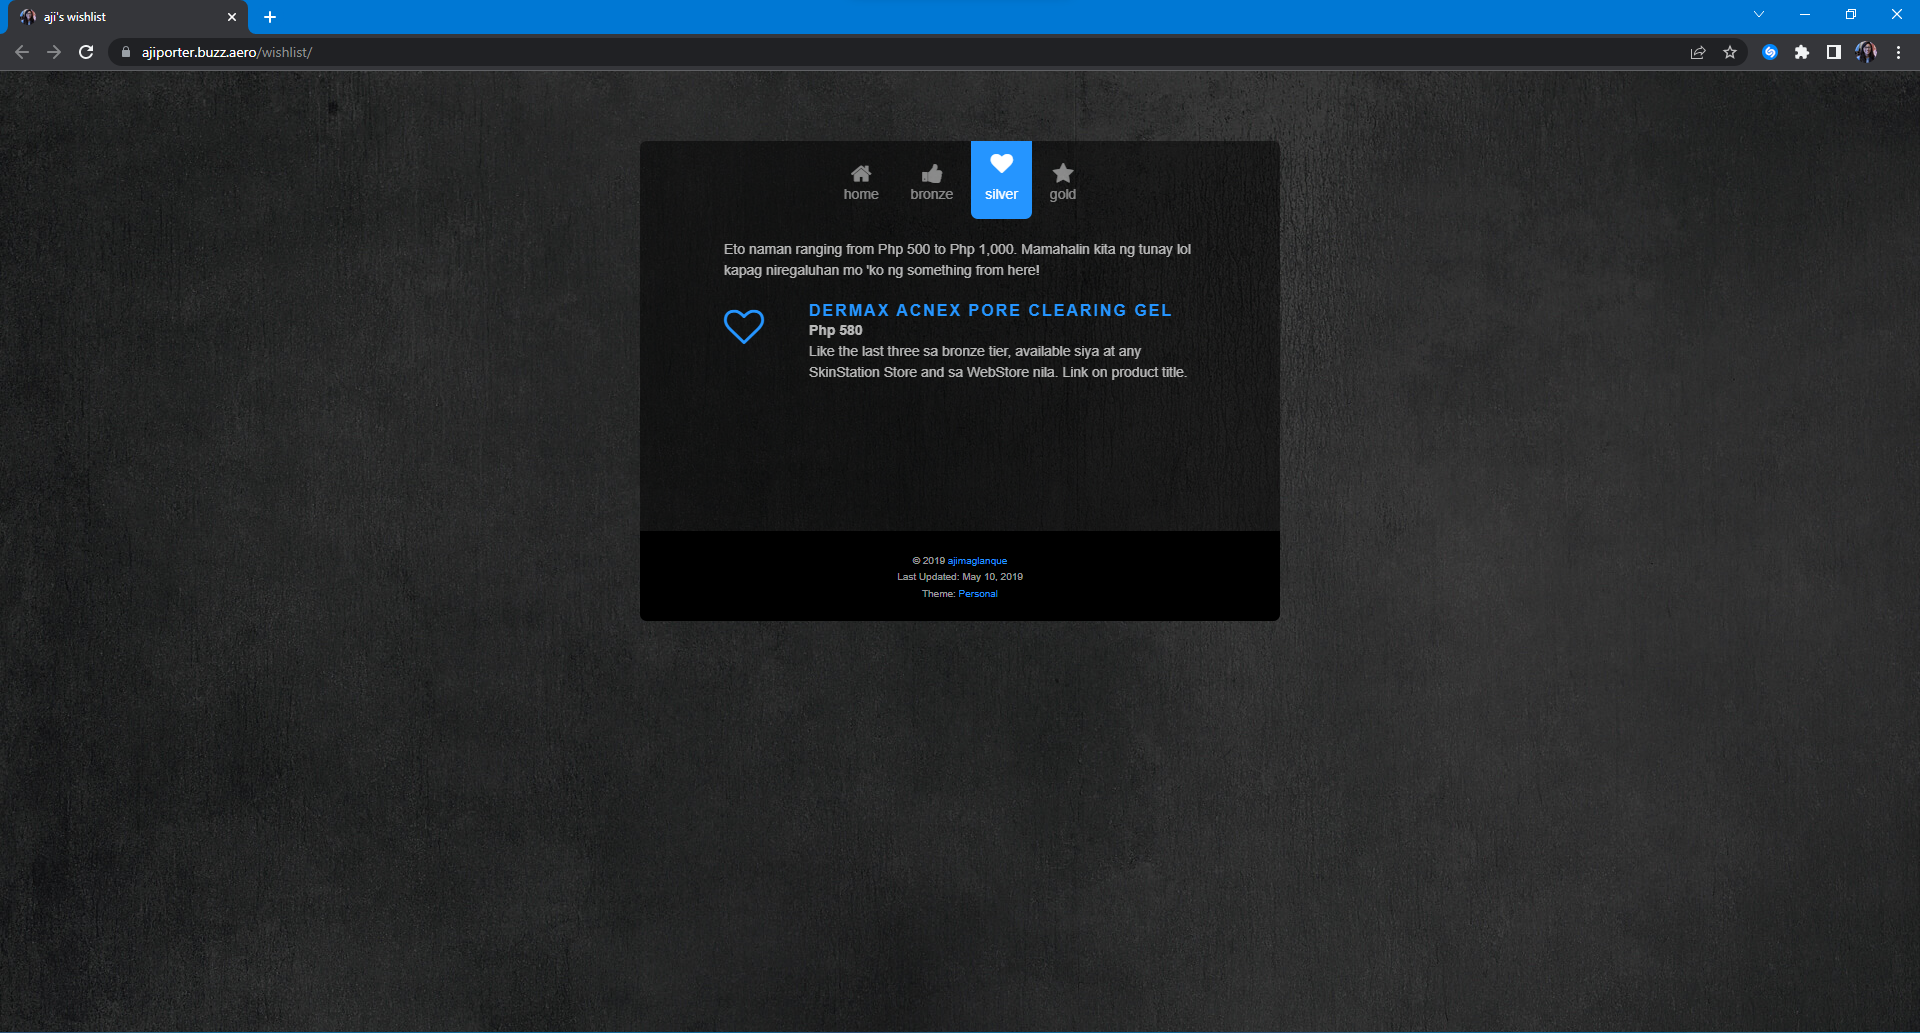 aji's wishlist
ajiporter.buzz.aero/wishlist/
home
bronze
silver
gold
Eto naman ranging from Php 500 to Php 1,000. Mamahalin kita ng tunay lol
kapag niregaluhan mo 'ko ng something from here!
DERMAX ACNEX PORE CLEARING GEL
Php 580
Like the last three sa bronze tier, available siya at any
SkinStation Store and sa WebStore nila. Link on product title.
© 2019 ajimaglanque
Last Updated: May 10, 2019
Theme: Personal